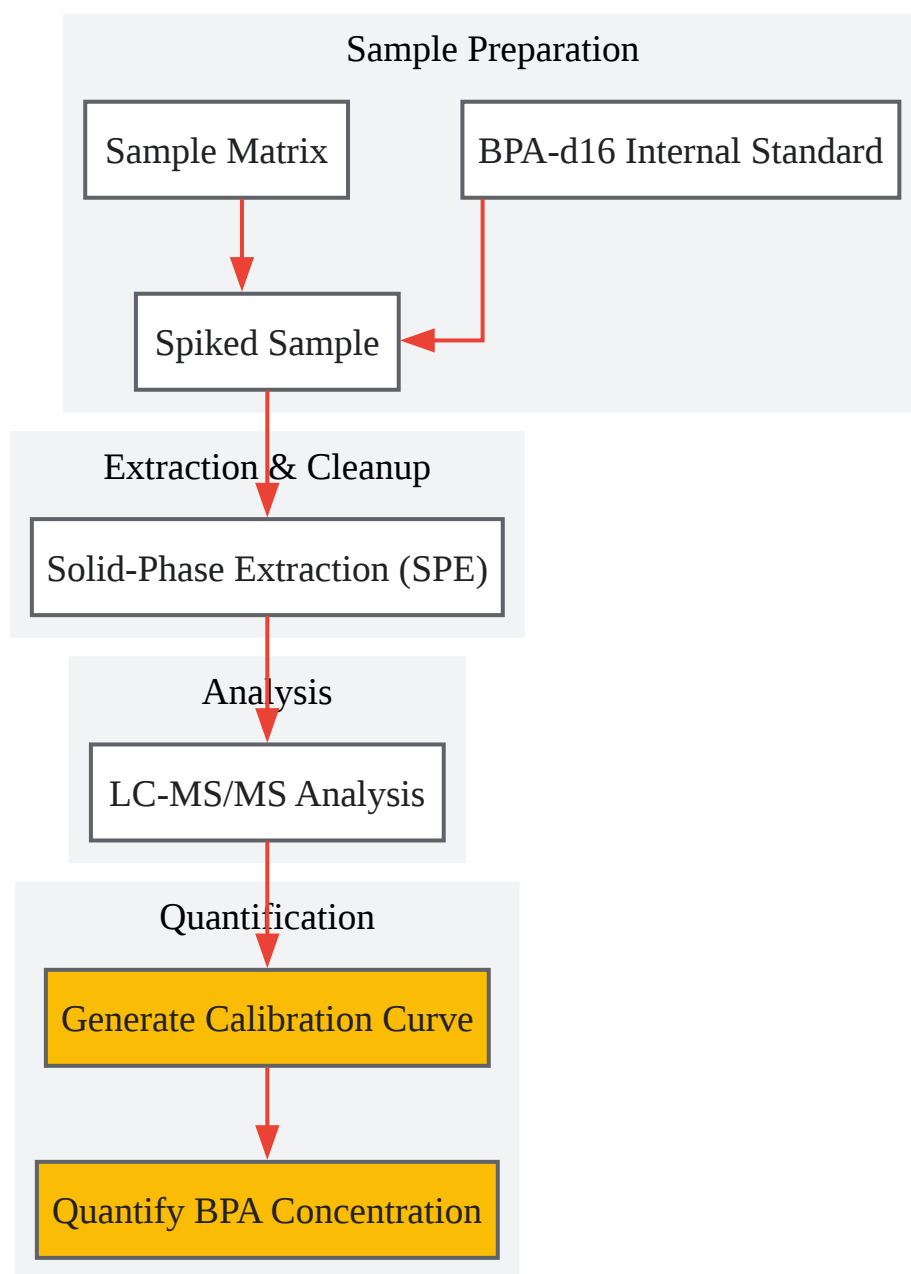 Sample Preparation
Sample Matrix
BPA-d16 Internal Standard
Spiked Sample
Extraction & Cleanup
Solid-Phase Extraction (SPE)
Analysis
LC-MS/MS Analysis
Quantification
Generate Calibration Curve
Quantify BPA Concentration